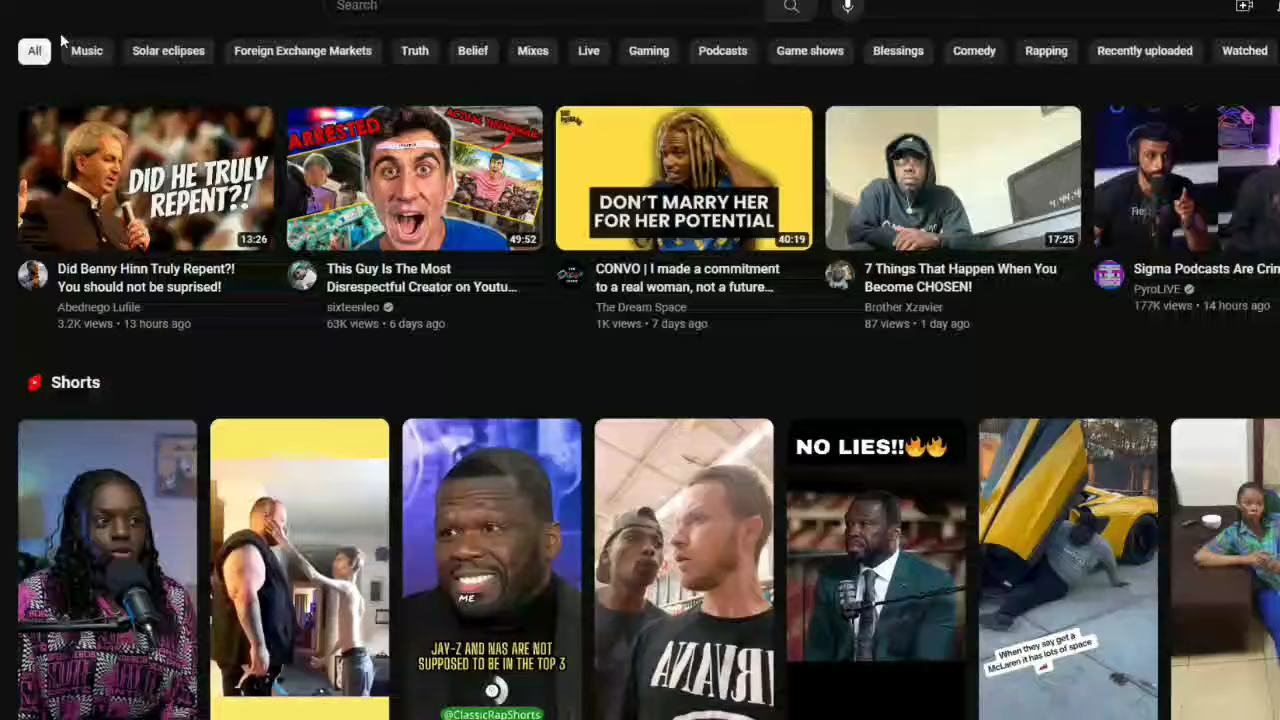 Search
All Music Solar eclipses Foreign Exchange Markets Truth Belief Mixes Live Gaming Podcasts Game shows Blessings Comedy Rapping Recently uploaded Watched
DID HE TRULY
REPENT?!
13:26
ARRESTED
ACTUAL THUMBNAIL
49:52
DON'T MARRY HER
FOR HER POTENTIAL
40:19
4:44
17:25
Did Benny Hinn Truly Repent?!
You should not be suprised!
Abednego Lufile
3.2K views • 13 hours ago
This Guy Is The Most
Disrespectful Creator on Youtu...
sixteenleo
63K views • 6 days ago
CONVO | I made a commitment
to a real woman, not a future...
The Dream Space
1K views • 7 days ago
7 Things That Happen When You
Become CHOSEN!
Brother Xzavier
87 views • 1 day ago
Sigma Podcasts Are Crin
PyroLIVE
177K views • 14 hours ago
Shorts
ME
JAY-Z AND NAS ARE NOT
SUPPOSED TO BE IN THE TOP 3
@ClassicRapShorts
NO LIES!!🔥🔥
When they say get a
McLaren it has lots of space